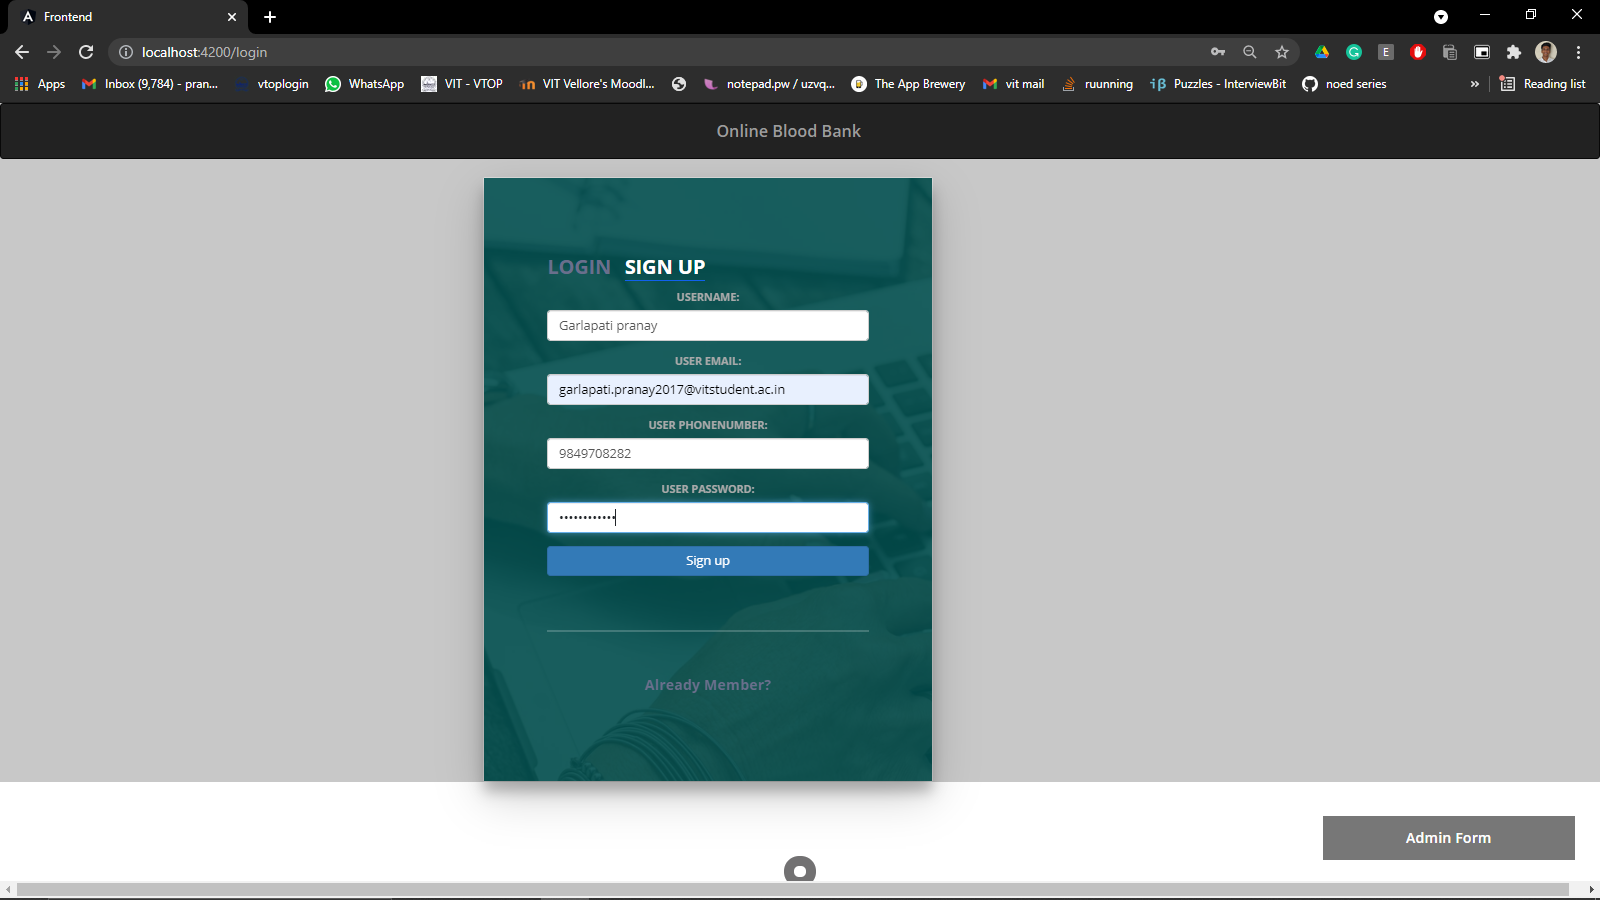 Frontend
localhost:4200/login
Apps
Inbox (9,784) - pran...
vtoplogin
WhatsApp
VIT - VTOP
VIT Vellore's Moodl...
notepad.pw / uzvq...
The App Brewery
vit mail
ruunning
Puzzles - InterviewBit
noed series
»
Reading list
Online Blood Bank
LOGIN SIGN UP
USERNAME:
Garlapati pranay
USER EMAIL:
garlapati.pranay2017@vitstudent.ac.in
USER PHONENUMBER:
9849708282
USER PASSWORD:
••••••••••••
Sign up
Already Member?
Admin Form